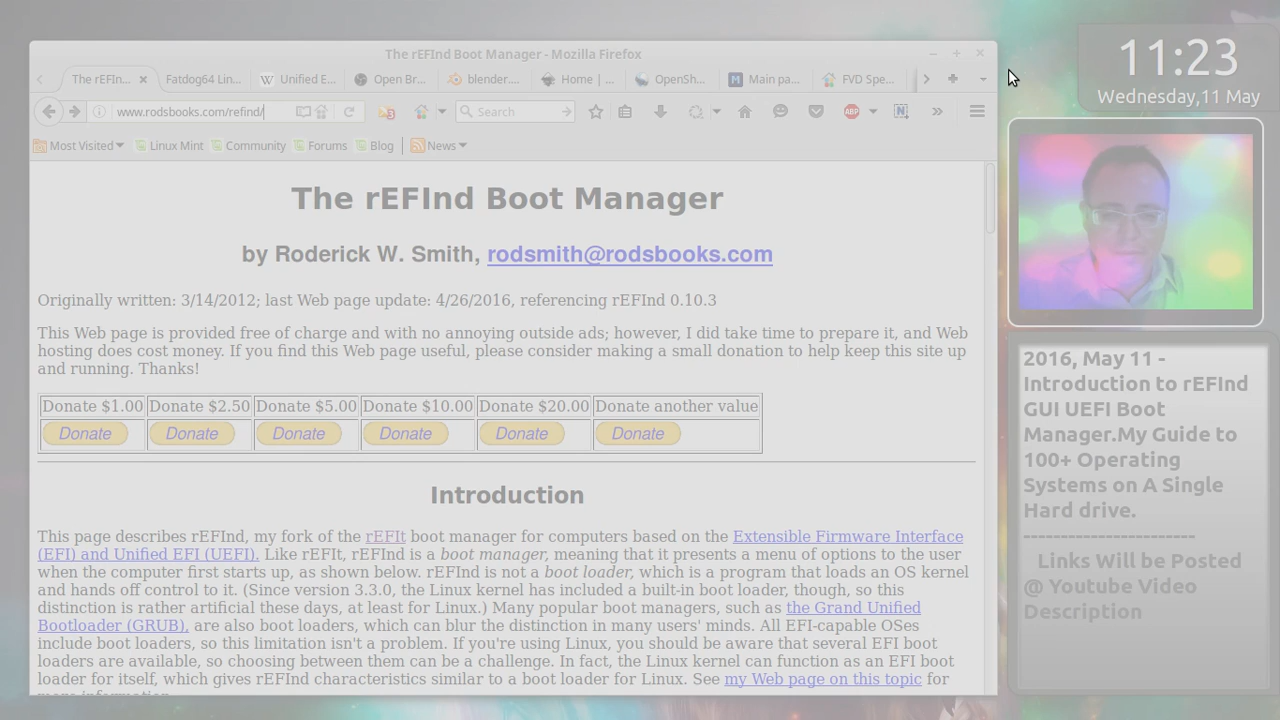 The rEFInd Boot Manager - Mozilla Firefox
The rEFIn...
Fatdog64 Lin...
Unified E...
Open Br...
blender....
Home | ...
OpenSh...
Main pa...
FVD Spe...
www.rodsbooks.com/refind/
Search
ABP
Most Visited
Linux Mint
Community
Forums
Blog
News
The rEFInd Boot Manager
by Roderick W. Smith, rodsmith@rodsbooks.com
Originally written: 3/14/2012; last Web page update: 4/26/2016, referencing rEFInd 0.10.3
This Web page is provided free of charge and with no annoying outside ads; however, I did take time to prepare it, and Web
hosting does cost money. If you find this Web page useful, please consider making a small donation to help keep this site up
and running. Thanks!
Donate $1.00 Donate $2.50 Donate $5.00 Donate $10.00 Donate $20.00 Donate another value
Donate Donate Donate Donate Donate Donate
Introduction
This page describes rEFInd, my fork of the rEFIt boot manager for computers based on the Extensible Firmware Interface
(EFI) and Unified EFI (UEFI). Like rEFIt, rEFInd is a boot manager, meaning that it presents a menu of options to the user
when the computer first starts up, as shown below. rEFInd is not a boot loader, which is a program that loads an OS kernel
and hands off control to it. (Since version 3.3.0, the Linux kernel has included a built-in boot loader, though, so this
distinction is rather artificial these days, at least for Linux.) Many popular boot managers, such as the Grand Unified
Bootloader (GRUB), are also boot loaders, which can blur the distinction in many users' minds. All EFI-capable OSes
include boot loaders, so this limitation isn't a problem. If you're using Linux, you should be aware that several EFI boot
loaders are available, so choosing between them can be a challenge. In fact, the Linux kernel can function as an EFI boot
loader for itself, which gives rEFInd characteristics similar to a boot loader for Linux. See my Web page on this topic for
more information.
11:23
Wednesday,11 May
2016, May 11 -
Introduction to rEFInd
GUI UEFI Boot
Manager.My Guide to
100+ Operating
Systems on A Single
Hard drive.
-----------------------
Links Will be Posted
@ Youtube Video
Description